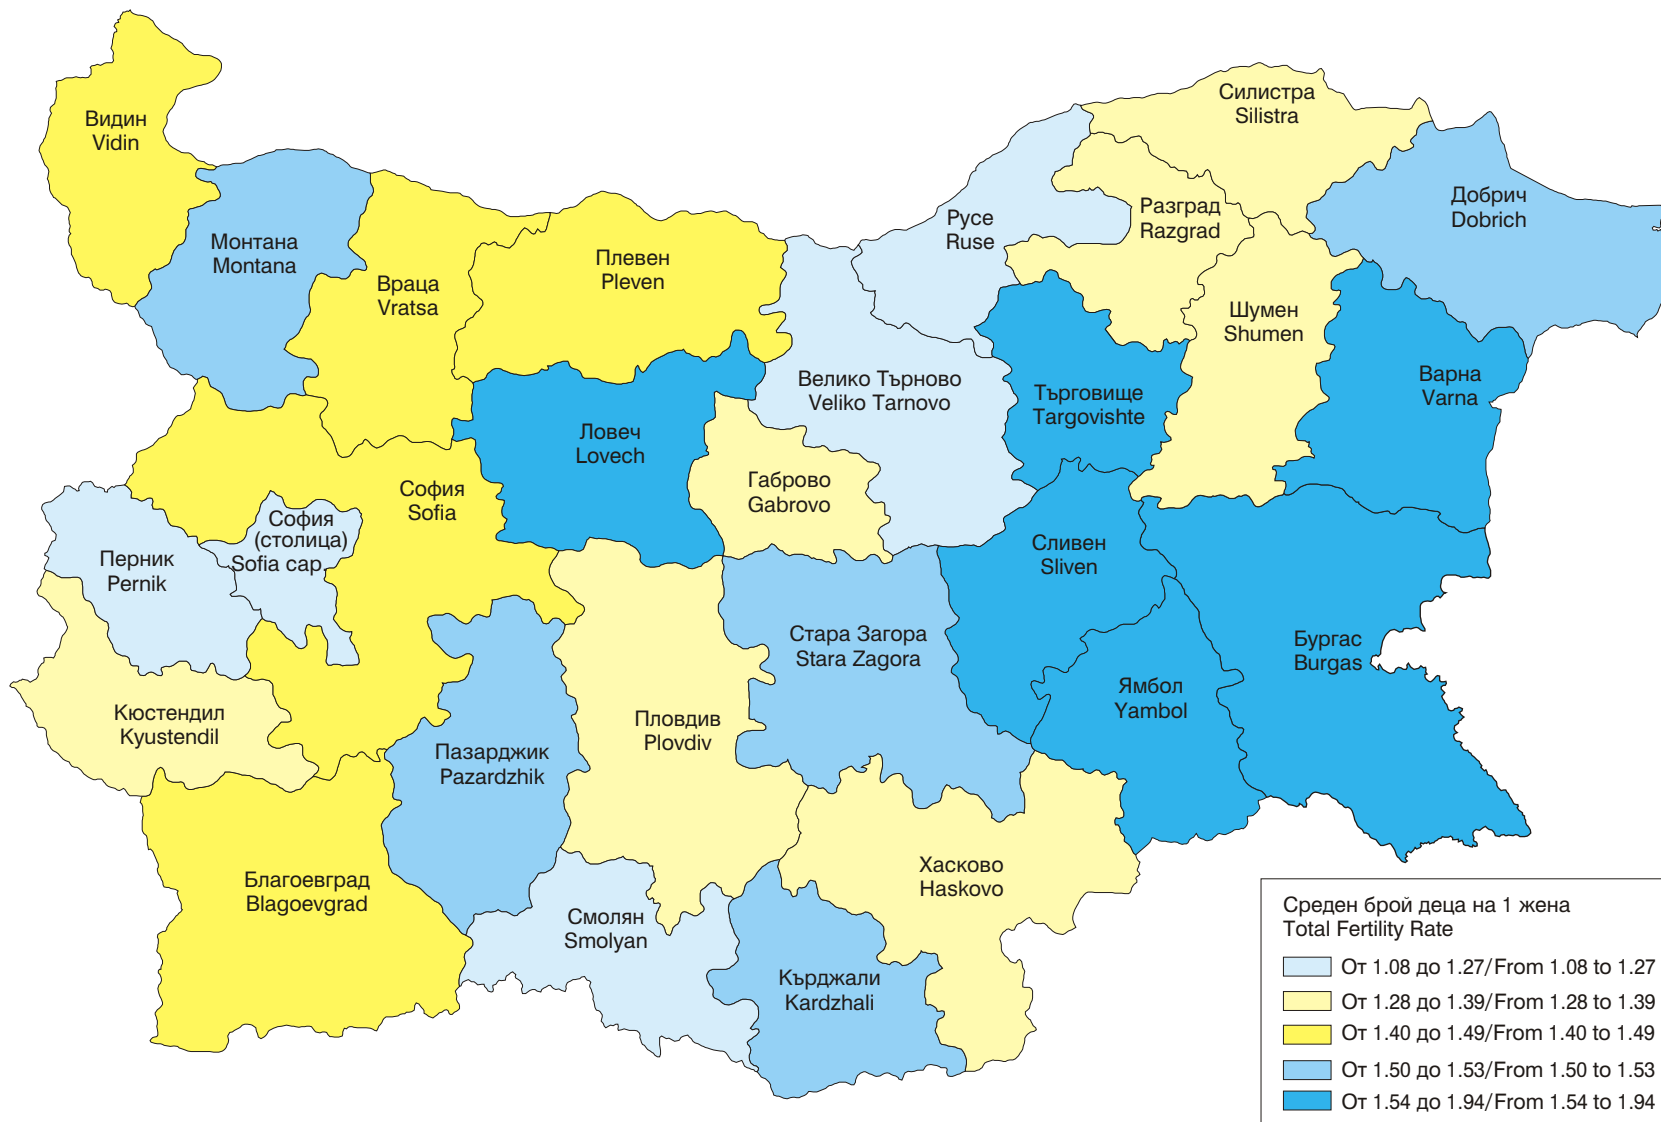 Видин
Vidin
Монтана
Montana
Враца
Vratsa
Плевен
Pleven
Русе
Ruse
Силистра
Silistra
Разград
Razgrad
Добрич
Dobrich
Шумен
Shumen
Варна
Varna
Търговище
Targovishte
Велико Търново
Veliko Tarnovo
Ловеч
Lovech
Габрово
Gabrovo
София
Sofia
София
(столица)
Sofia cap.
Перник
Pernik
Кюстендил
Kyustendil
Сливен
Sliven
Бургас
Burgas
Ямбол
Yambol
Стара Загора
Stara Zagora
Пловдив
Plovdiv
Пазарджик
Pazardzhik
Благоевград
Blagoevgrad
Смолян
Smolyan
Хасково
Haskovo
Кърджали
Kardzhali
Среден брой деца на 1 жена
Total Fertility Rate
От 1.08 до 1.27/From 1.08 to 1.27
От 1.28 до 1.39/From 1.28 to 1.39
От 1.40 до 1.49/From 1.40 to 1.49
От 1.50 до 1.53/From 1.50 to 1.53
От 1.54 до 1.94/From 1.54 to 1.94